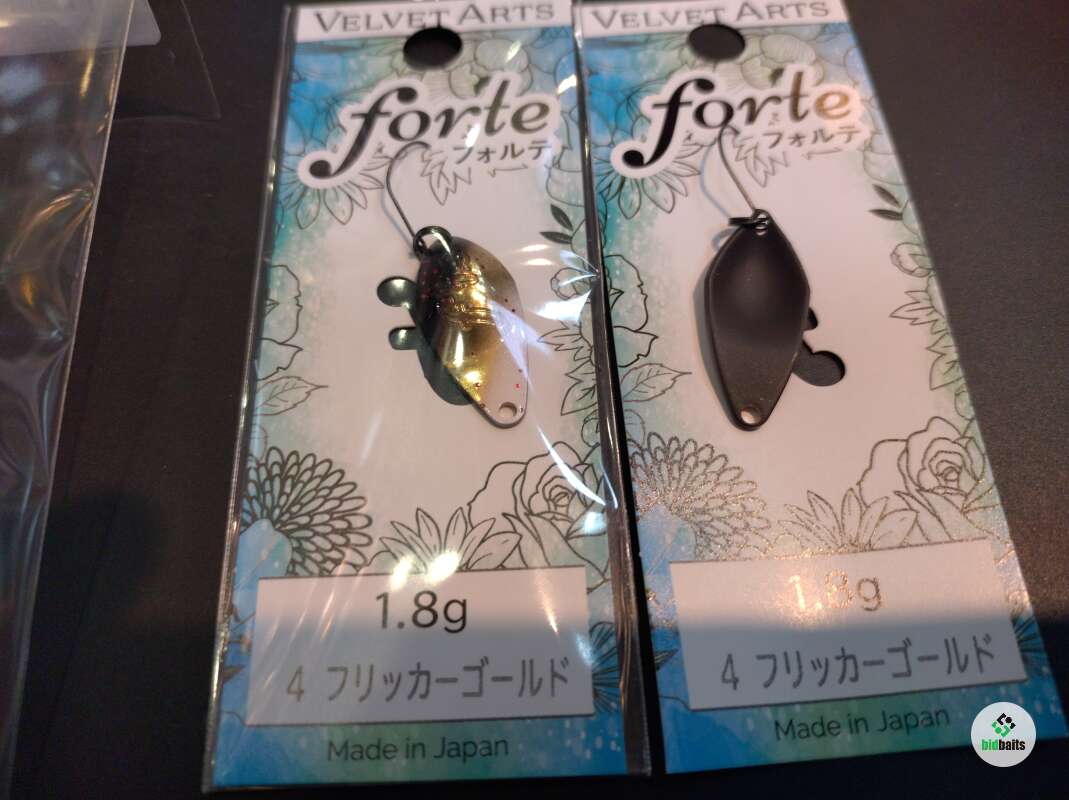 VELVET ARTS
forte
フォルテ
1.8g
4 フリッカーゴールド
Made in Japan
VELVET ARTS
forte
フォルテ
1.8g
4 フリッカーゴールド
Made in Japan
bidbaits